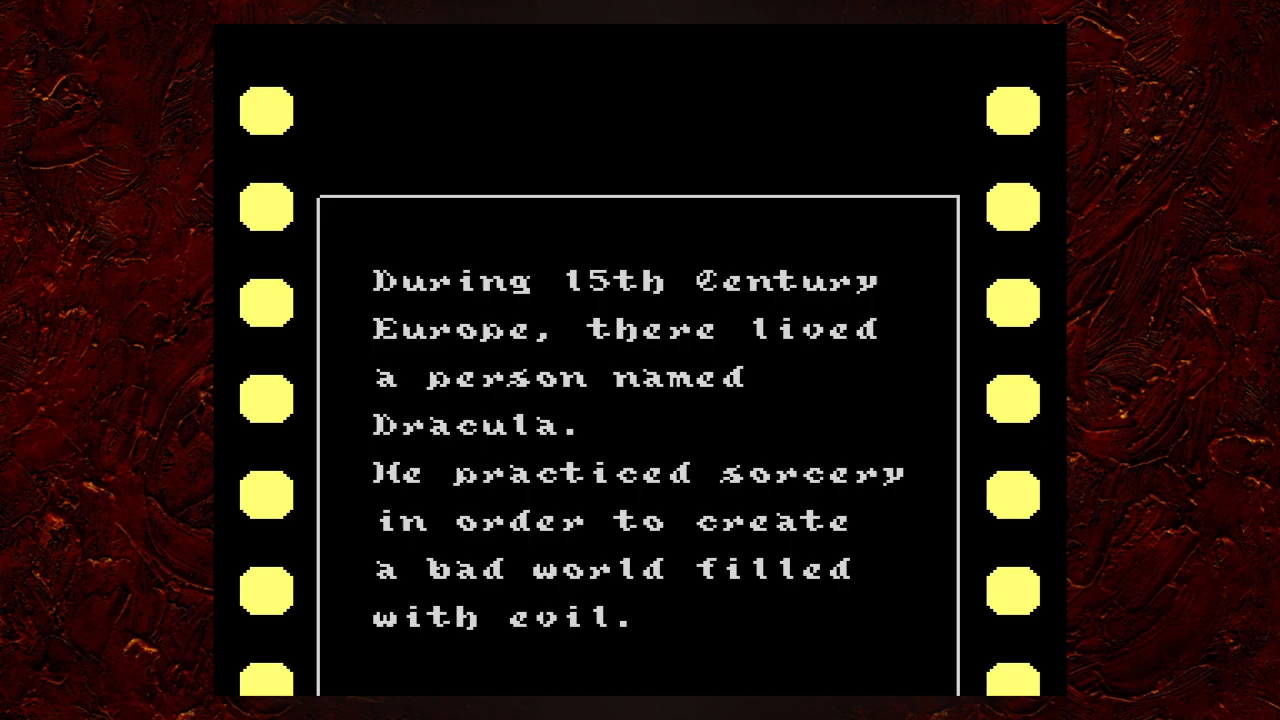 During 15th Century
Europe, there lived
a person named
Dracula.
He practiced sorcery
in order to create
a bad world filled
with evil.